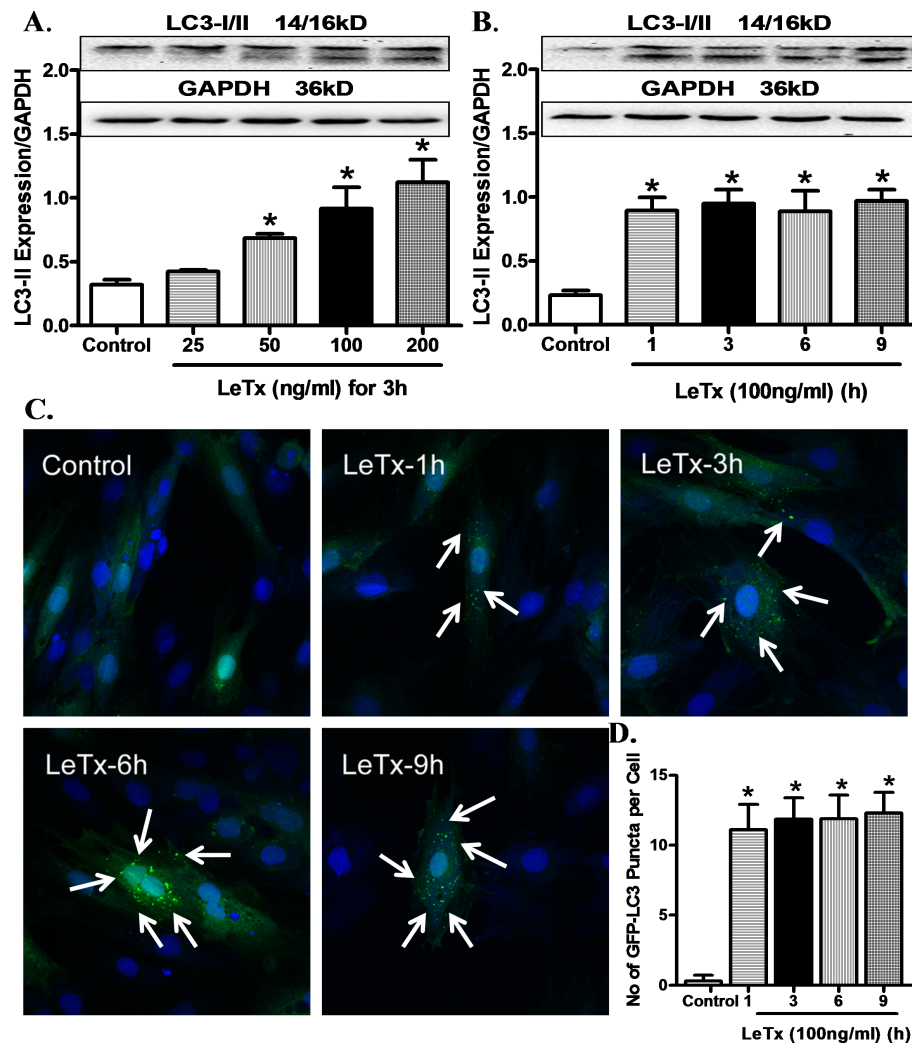 A.
LC3-I/II 14/16kD
GAPDH 36kD
LC3-II Expression/GAPDH
2.0
1.5
1.0
0.5
0.0
* * *
Control 25 50 100 200
LeTx (ng/ml) for 3h
B.
LC3-I/II 14/16kD
GAPDH 36kD
LC3-II Expression/GAPDH
2.0
1.5
1.0
0.5
0.0
* * * *
Control 1 3 6 9
LeTx (100ng/ml) (h)
C.
Control
LeTx-1h
LeTx-3h
LeTx-6h
LeTx-9h
D.
No of GFP-LC3 Puncta per Cell
15
10
5
0
* * * *
Control 1 3 6 9
LeTx (100ng/ml) (h)